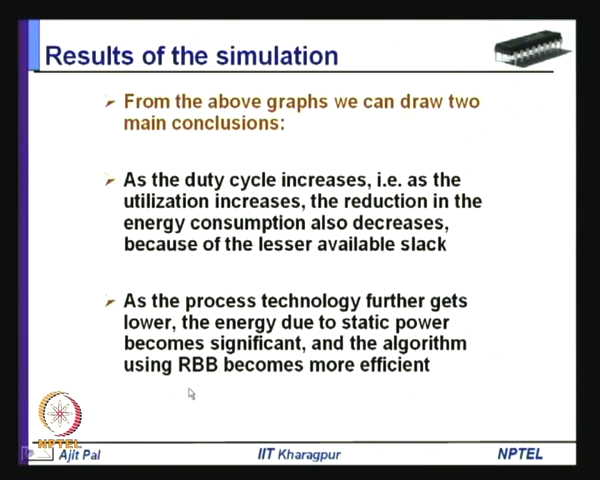 Results of the simulation
From the above graphs we can draw two
main conclusions:
As the duty cycle increases, i.e. as the
utilization increases, the reduction in the
energy consumption also decreases,
because of the lesser available slack
As the process technology further gets
lower, the energy due to static power
becomes significant, and the algorithm
using RBB becomes more efficient
NPTEL
Ajit Pal
IIT Kharagpur
NPTEL